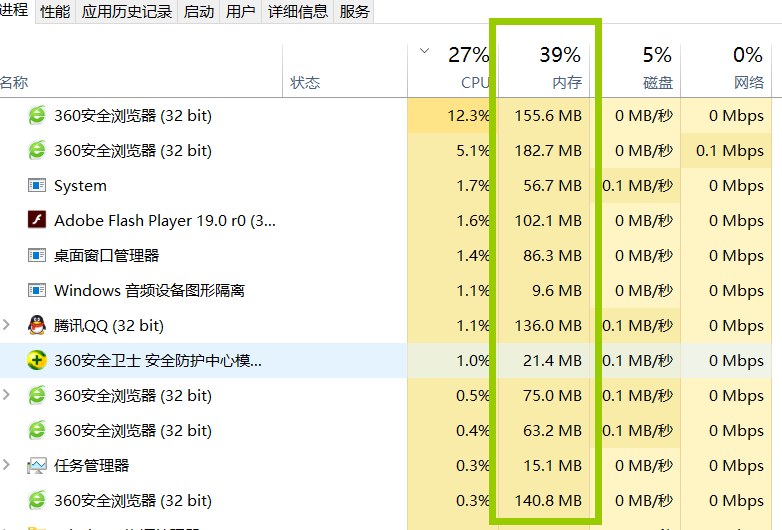 进程 性能 应用历史记录 启动 用户 详细信息 服务
27% 39% 5% 0%
名称 状态 CPU 内存 磁盘 网络
360安全浏览器 (32 bit) 12.3% 155.6 MB 0 MB/秒 0 Mbps
360安全浏览器 (32 bit) 5.1% 182.7 MB 0 MB/秒 0.1 Mbps
System 1.7% 56.7 MB 0.1 MB/秒 0 Mbps
Adobe Flash Player 19.0 r0 (3... 1.6% 102.1 MB 0 MB/秒 0 Mbps
桌面窗口管理器 1.4% 86.3 MB 0 MB/秒 0 Mbps
Windows 音频设备图形隔离 1.1% 9.6 MB 0 MB/秒 0 Mbps
腾讯QQ (32 bit) 1.1% 136.0 MB 0.1 MB/秒 0 Mbps
360安全卫士 安全防护中心模... 1.0% 21.4 MB 0.1 MB/秒 0 Mbps
360安全浏览器 (32 bit) 0.5% 75.0 MB 0.1 MB/秒 0 Mbps
360安全浏览器 (32 bit) 0.4% 63.2 MB 0.1 MB/秒 0 Mbps
任务管理器 0.3% 15.1 MB 0 MB/秒 0 Mbps
360安全浏览器 (32 bit) 0.3% 140.8 MB 0 MB/秒 0 Mbps